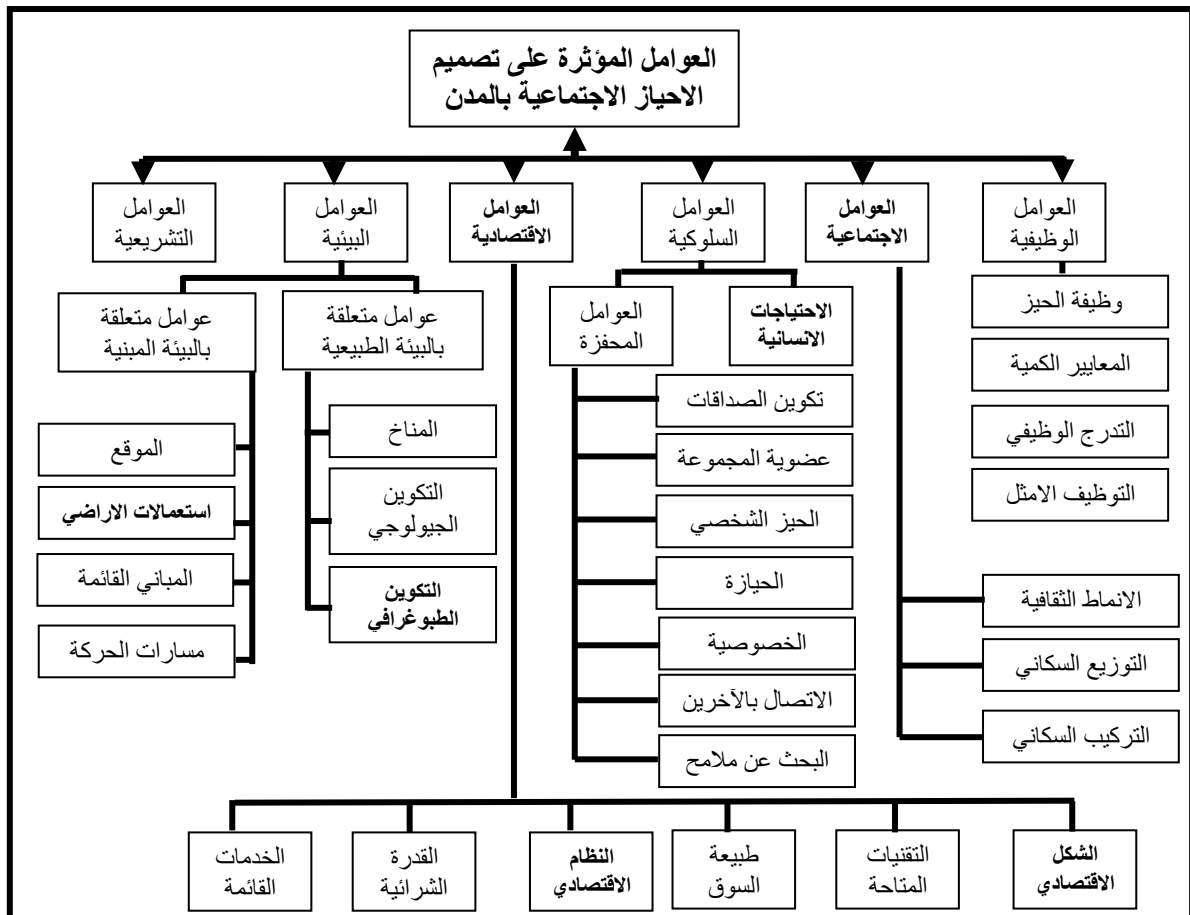 العوامل المؤثرة على تصميم
الاحياز الاجتماعية بالمدن
العوامل
الوظيفية
العوامل
الاجتماعية
العوامل
السلوكية
العوامل
الاقتصادية
العوامل
البيئية
العوامل
التشريعية
وظيفة الحيز
المعايير الكمية
التدرج الوظيفي
التوظيف الامثل
الانماط الثقافية
التوزيع السكاني
التركيب السكاني
الاحتياجات
الانسانية
العوامل
المحفزة
تكوين الصداقات
عضوية المجموعة
الحيز الشخصي
الحيازة
الخصوصية
الاتصال بالآخرين
البحث عن ملامح
عوامل متعلقة
بالبيئة الطبيعية
المناخ
التكوين
الجيولوجي
التكوين
الطبوغرافي
عوامل متعلقة
بالبيئة المبنية
الموقع
استعمالات الاراضي
المباني القائمة
مسارات الحركة
الشكل
الاقتصادي
التقنيات
المتاحة
طبيعة
السوق
النظام
الاقتصادي
القدرة
الشرائية
الخدمات
القائمة